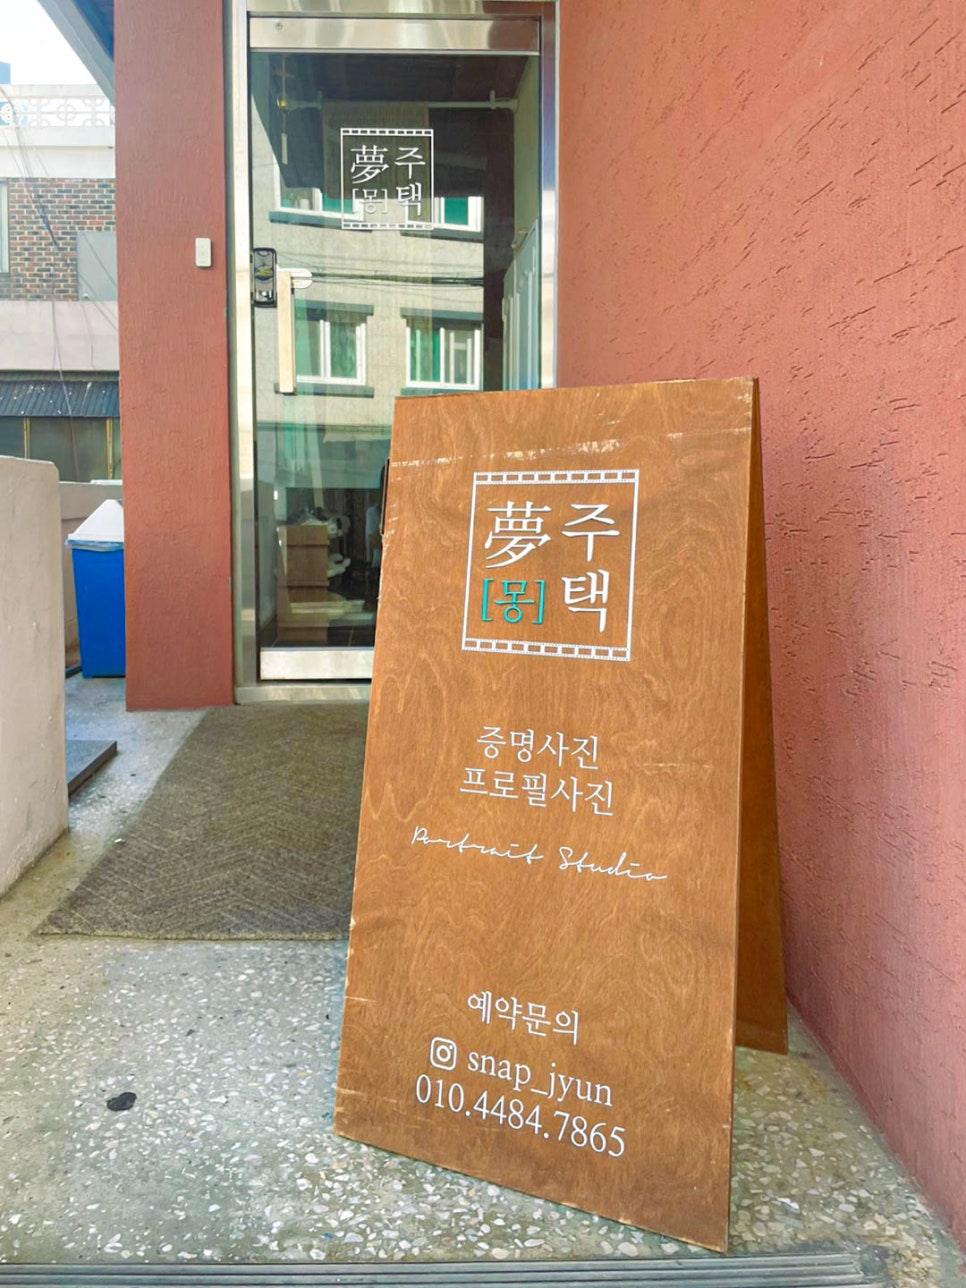 夢주
[몽]택
夢주
[몽]택
증명사진
프로필사진
Portrait Studio
예약문의
snap_jyun
010.4484.7865